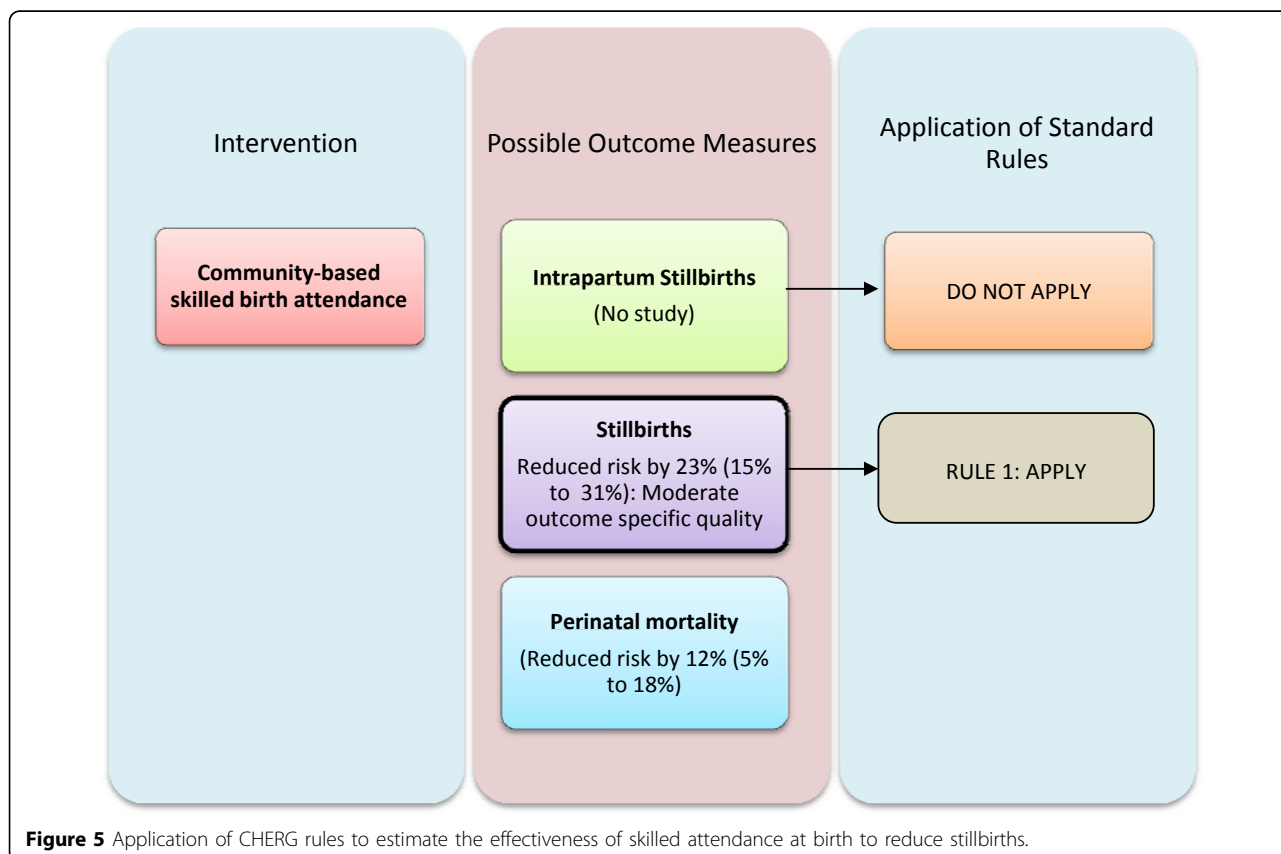 Intervention
Community-based
skilled birth attendance
Possible Outcome Measures
Intrapartum Stillbirths
(No study)
Stillbirths
Reduced risk by 23% (15%
to 31%): Moderate
outcome specific quality
Perinatal mortality
(Reduced risk by 12% (5%
to 18%)
Application of Standard
Rules
DO NOT APPLY
RULE 1: APPLY
Figure 5 Application of CHERG rules to estimate the effectiveness of skilled attendance at birth to reduce stillbirths.